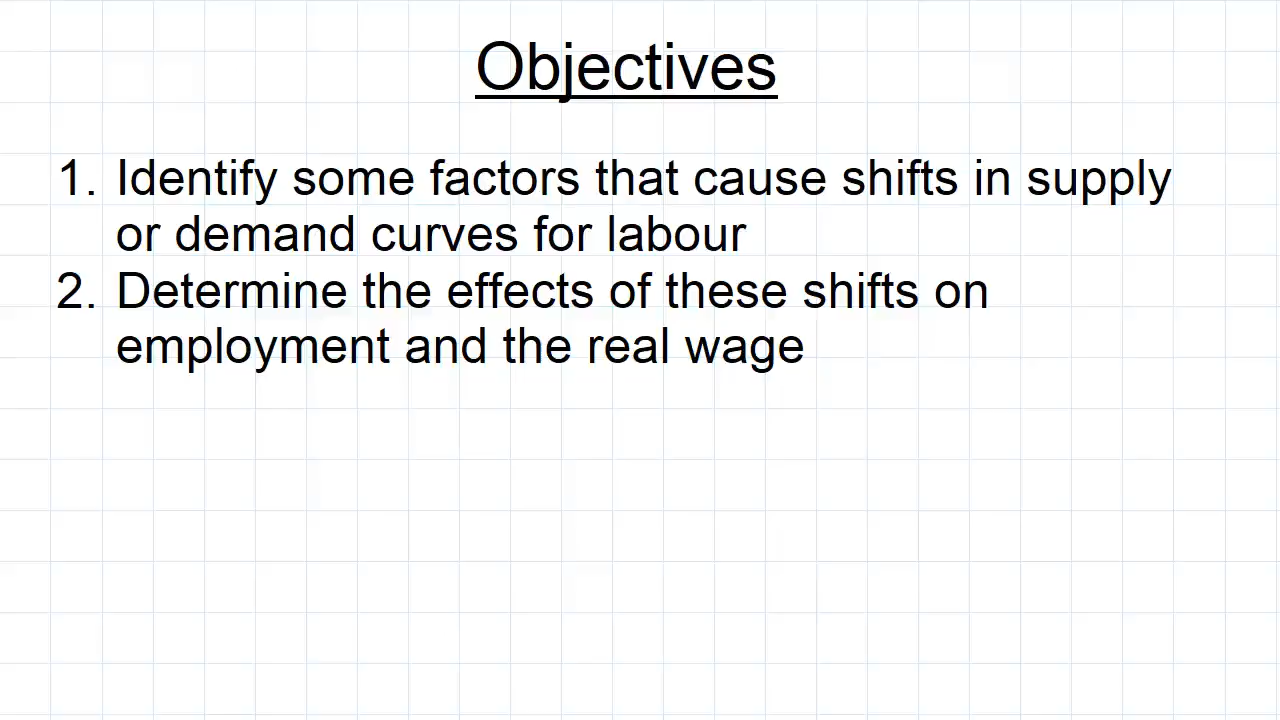 Objectives
1. Identify some factors that cause shifts in supply
or demand curves for labour
2. Determine the effects of these shifts on
employment and the real wage